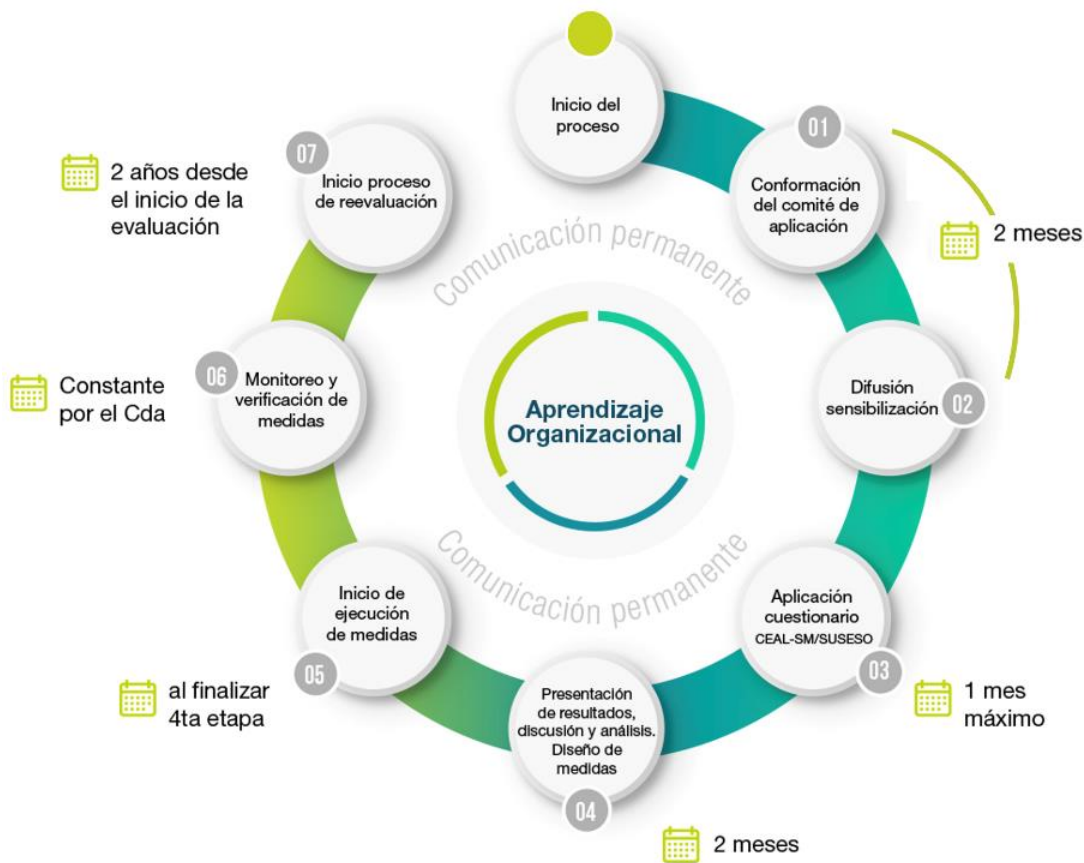 Inicio del
proceso
01
Conformación
del comité de
aplicación
2 meses
Difusión
sensibilización
02
Aplicación
cuestionario
CEAL-SM/SUSESO
03
1 mes
máximo
Presentación
de resultados,
discusión y análisis.
Diseño de
medidas
04
2 meses
Inicio de
ejecución
de medidas
05
al finalizar
4ta etapa
06
Monitoreo y
verificación de
medidas
Constante
por el Cda
07
Inicio proceso
de reevaluación
2 años desde
el inicio de la
evaluación
Comunicación permanente
Aprendizaje
Organizacional
Comunicación permanente